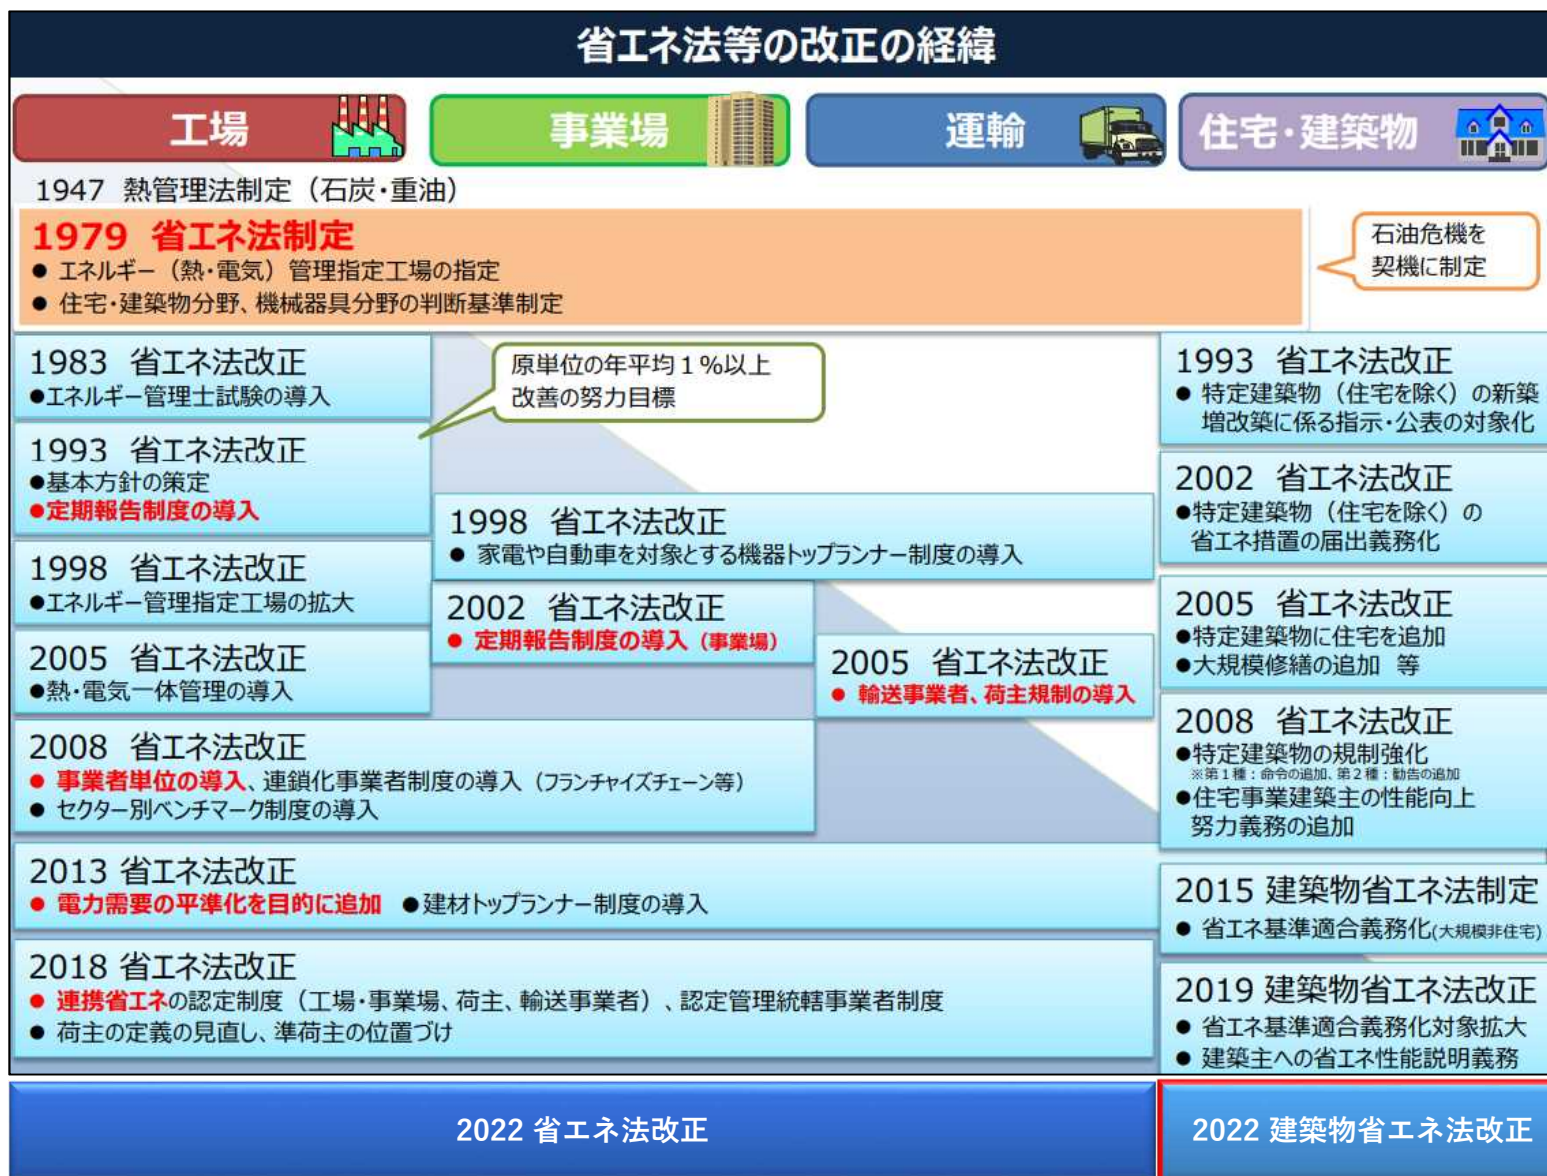 省エネ法等の改正の経緯
工場
事業場
運輸
住宅・建築物
1947 熱管理法制定（石炭・重油）
1979 省エネ法制定
● エネルギー（熱・電気）管理指定工場の指定
● 住宅・建築物分野、機械器具分野の判断基準制定
石油危機を
契機に制定
1983 省エネ法改正
●エネルギー管理士試験の導入
原単位の年平均１％以上
改善の努力目標
1993 省エネ法改正
●基本方針の策定
●定期報告制度の導入
1998 省エネ法改正
●エネルギー管理指定工場の拡大
2005 省エネ法改正
●熱・電気一体管理の導入
1998 省エネ法改正
● 家電や自動車を対象とする機器トップランナー制度の導入
2002 省エネ法改正
● 定期報告制度の導入（事業場）
2005 省エネ法改正
● 輸送事業者、荷主規制の導入
2008 省エネ法改正
● 事業者単位の導入、連鎖化事業者制度の導入（フランチャイズチェーン等）
● セクター別ベンチマーク制度の導入
2013 省エネ法改正
● 電力需要の平準化を目的に追加 ●建材トップランナー制度の導入
2018 省エネ法改正
● 連携省エネの認定制度（工場・事業場、荷主、輸送事業者）、認定管理統轄事業者制度
● 荷主の定義の見直し、準荷主の位置づけ
1993 省エネ法改正
● 特定建築物（住宅を除く）の新築
増改築に係る指示・公表の対象化
2002 省エネ法改正
●特定建築物（住宅を除く）の
省エネ措置の届出義務化
2005 省エネ法改正
●特定建築物に住宅を追加
●大規模修繕の追加 等
2008 省エネ法改正
●特定建築物の規制強化
※第１種：命令の追加、第２種：勧告の追加
●住宅事業建築主の性能向上
努力義務の追加
2015 建築物省エネ法制定
● 省エネ基準適合義務化(大規模非住宅)
2019 建築物省エネ法改正
● 省エネ基準適合義務化対象拡大
● 建築主への省エネ性能説明義務
2022 省エネ法改正
2022 建築物省エネ法改正